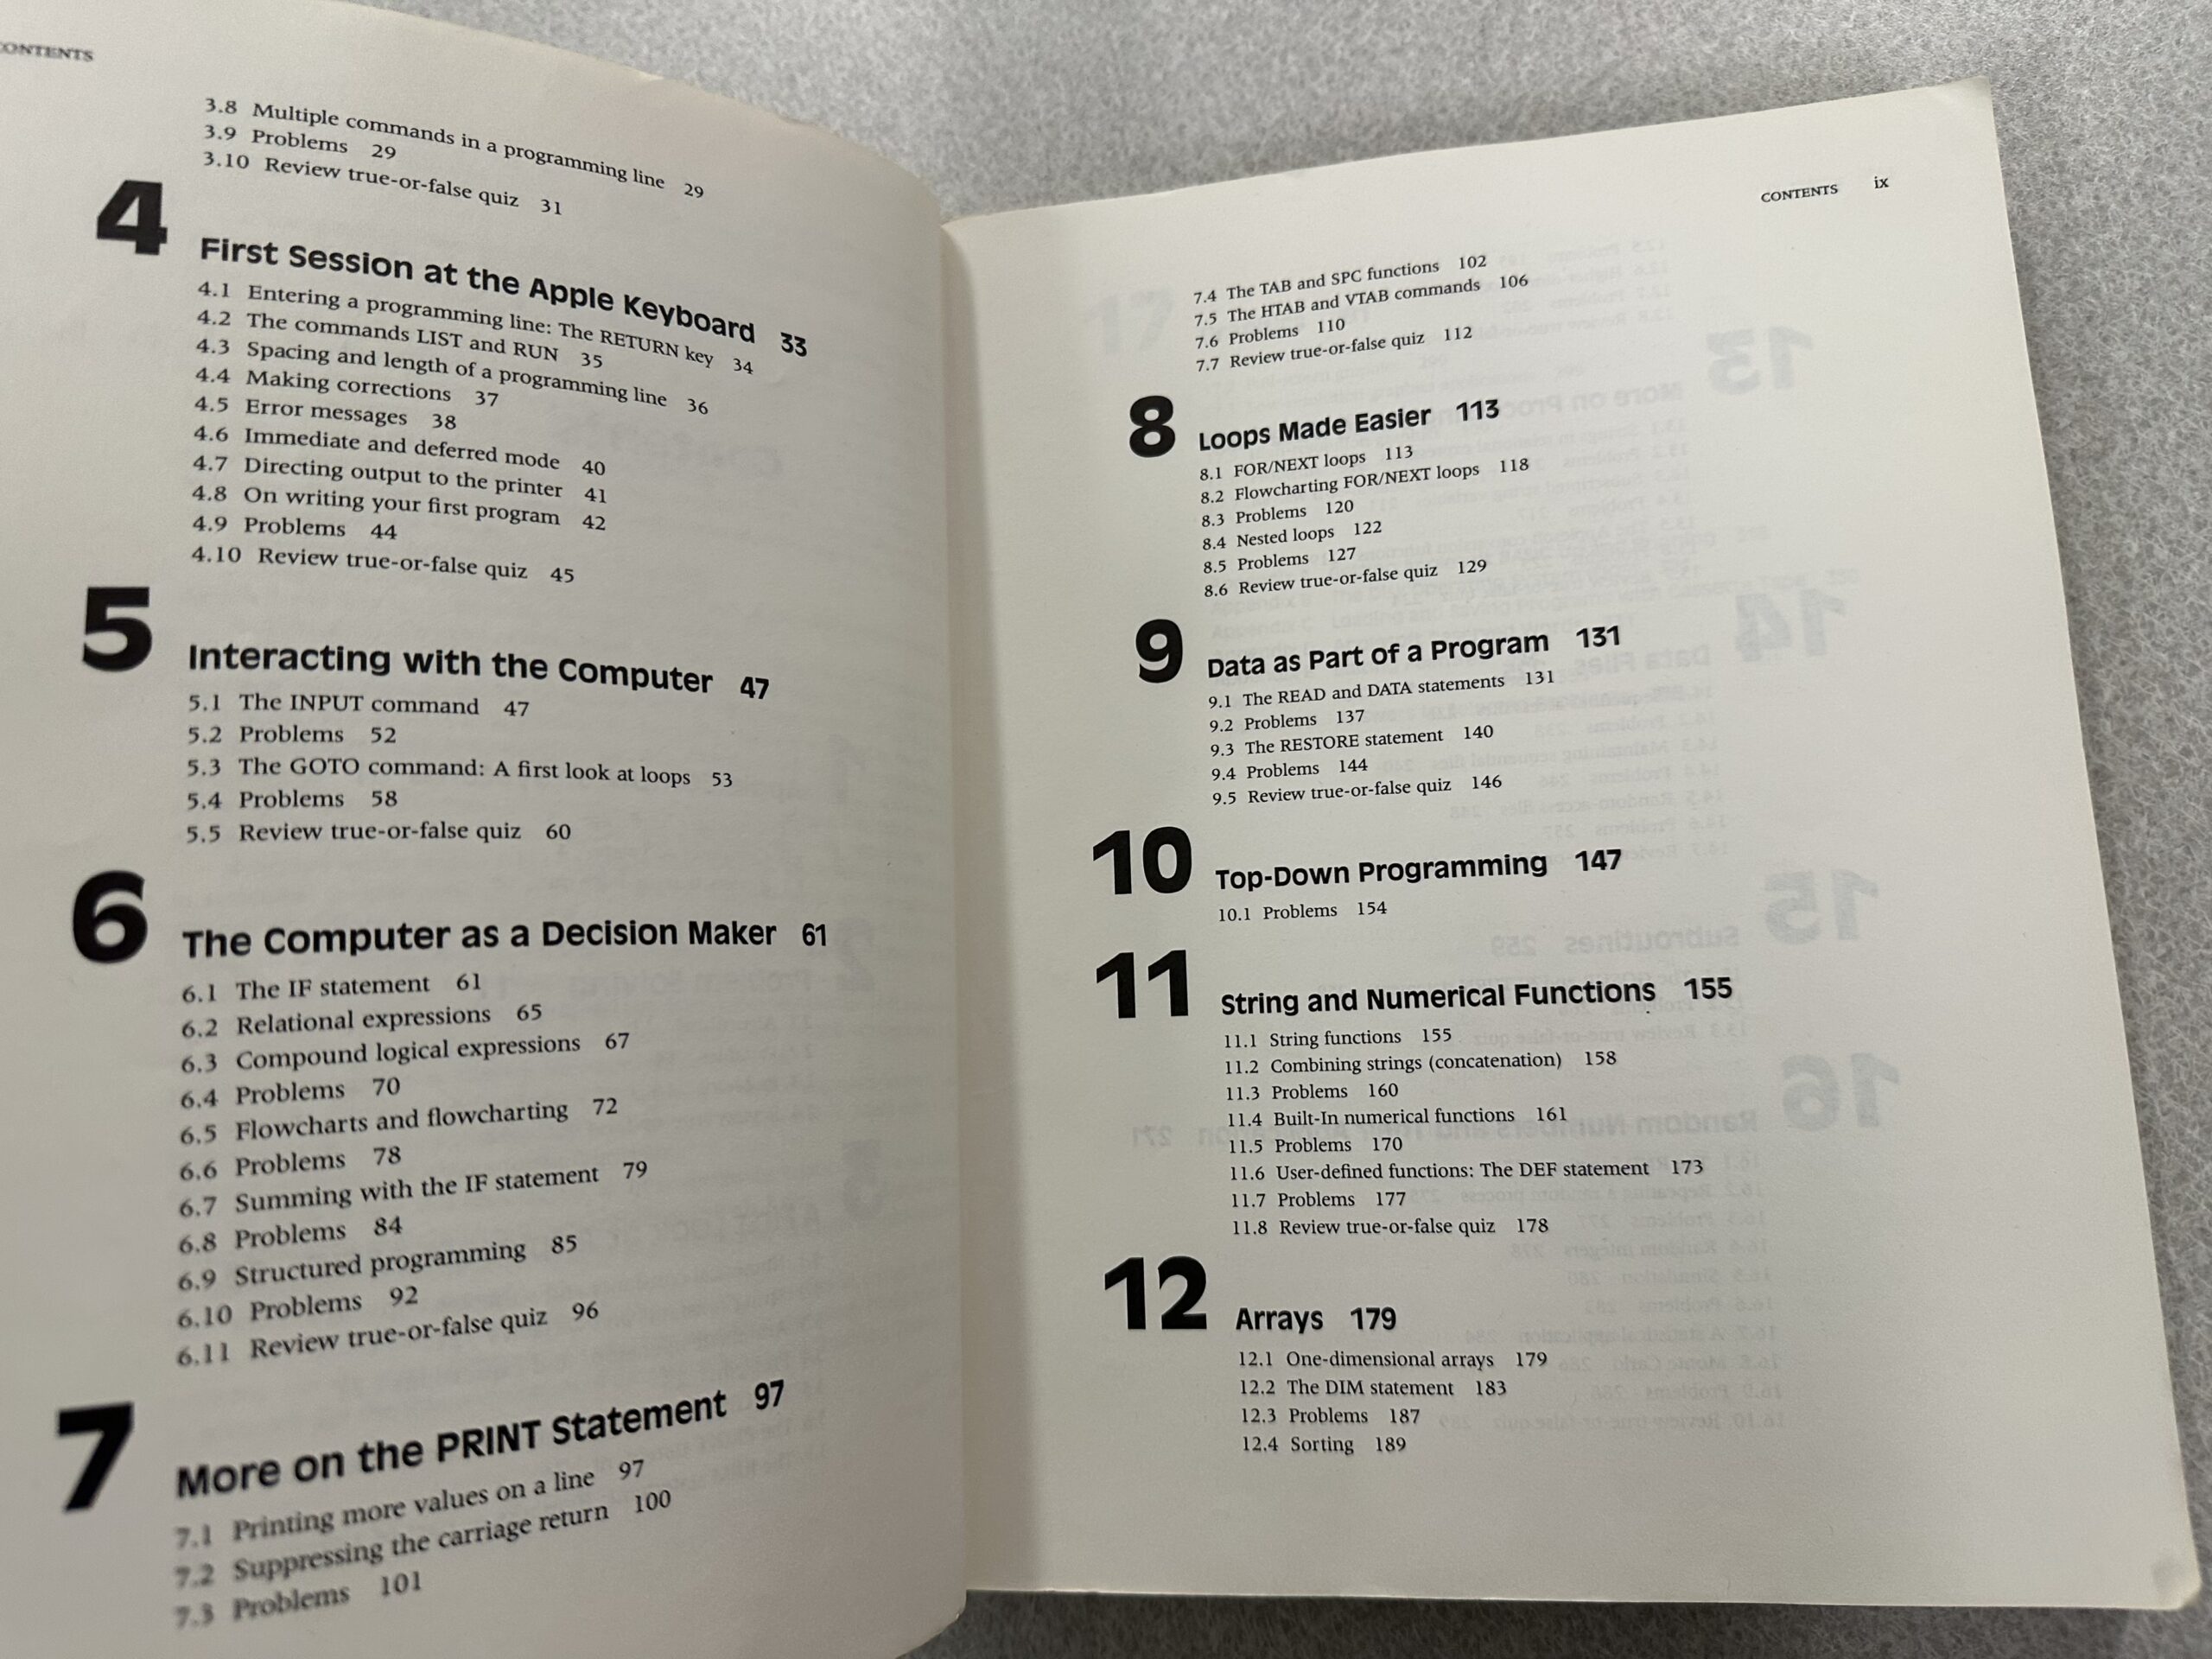 CONTENTS
3.8 Multiple commands in a programming line 29
3.9 Problems 29
3.10 Review true-or-false quiz 31
4
First Session at the Apple Keyboard 33
4.1 Entering a programming line: The RETURN key 34
4.2 The commands LIST and RUN 35
4.3 Spacing and length of a programming line 36
4.4 Making corrections 37
4.5 Error messages 38
4.6 Immediate and deferred mode 40
4.7 Directing output to the printer 41
4.8 On writing your first program 42
4.9 Problems 44
4.10 Review true-or-false quiz 45
5
Interacting with the Computer 47
5.1 The INPUT command 47
5.2 Problems 52
5.3 The GOTO command: A first look at loops 53
5.4 Problems 58
5.5 Review true-or-false quiz 60
6
The Computer as a Decision Maker 61
6.1 The IF statement 61
6.2 Relational expressions 65
6.3 Compound logical expressions 67
6.4 Problems 70
6.5 Flowcharts and flowcharting 72
6.6 Problems 78
6.7 Summing with the IF statement 79
6.8 Problems 84
6.9 Structured programming 85
6.10 Problems 92
6.11 Review true-or-false quiz 96
7
More on the PRINT Statement 97
7.1 Printing more values on a line 97
7.2 Suppressing the carriage return 100
7.3 Problems 101
CONTENTS ix
7.4 The TAB and SPC functions 102
7.5 The HTAB and VTAB commands 106
7.6 Problems 110
7.7 Review true-or-false quiz 112
8
Loops Made Easier 113
8.1 FOR/NEXT loops 113
8.2 Flowcharting FOR/NEXT loops 118
8.3 Problems 120
8.4 Nested loops 122
8.5 Problems 127
8.6 Review true-or-false quiz 129
9
Data as Part of a Program 131
9.1 The READ and DATA statements 131
9.2 Problems 137
9.3 The RESTORE statement 140
9.4 Problems 144
9.5 Review true-or-false quiz 146
10
Top-Down Programming 147
10.1 Problems 154
11
String and Numerical Functions 155
11.1 String functions 155
11.2 Combining strings (concatenation) 158
11.3 Problems 160
11.4 Built-In numerical functions 161
11.5 Problems 170
11.6 User-defined functions: The DEF statement 173
11.7 Problems 177
11.8 Review true-or-false quiz 178
12
Arrays 179
12.1 One-dimensional arrays 179
12.2 The DIM statement 183
12.3 Problems 187
12.4 Sorting 189